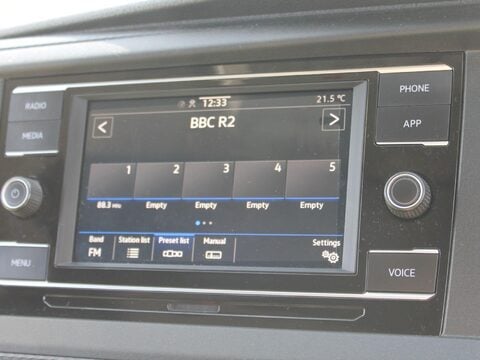 RADIO
MEDIA
MENU
12:33
21.5 °C
BBC R2
1 2 3 4 5
88.3 MHz Empty Empty Empty Empty
Band Station list Preset list Manual Settings
FM
PHONE
APP
VOICE